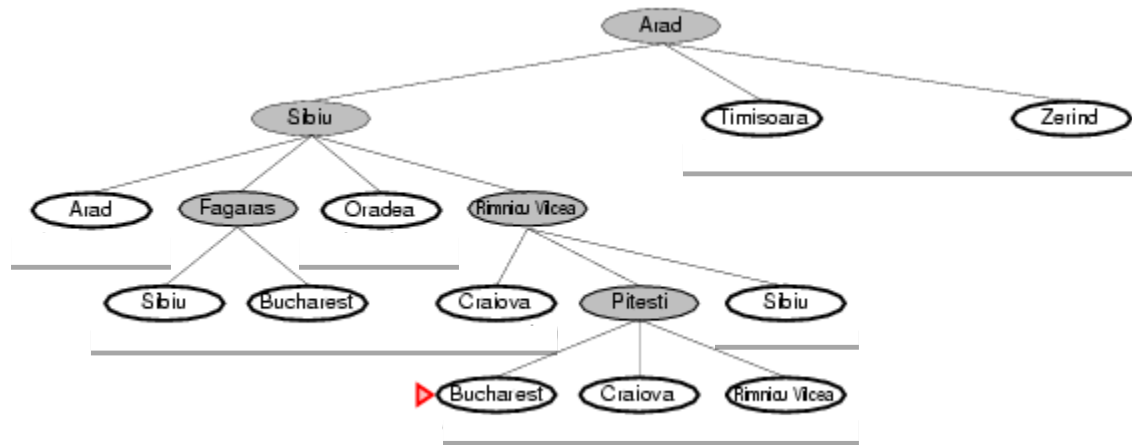 Arad
Sibiu Timisoara Zerind
Arad Fagaras Oradea Rimnicu Vilcea
Sibiu Bucharest Craiova Pitesti Sibiu
Bucharest Craiova Rimnicu Vilcea